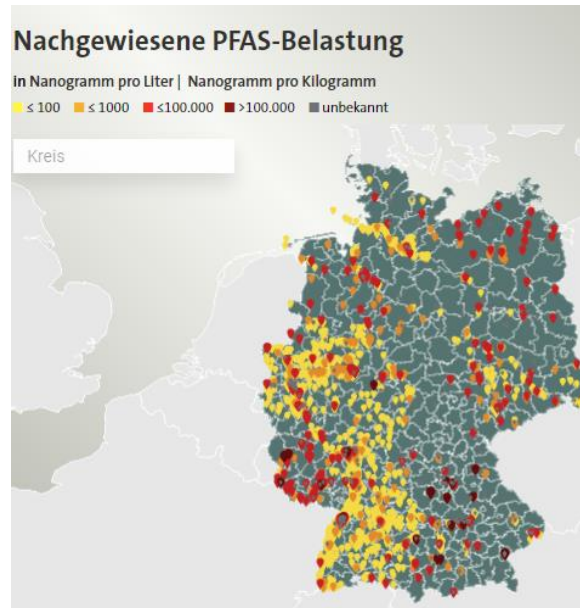 Nachgewiesene PFAS-Belastung
in Nanogramm pro Liter | Nanogramm pro Kilogramm
≤ 100 ≤ 1000 ≤100.000 >100.000 unbekannt
Kreis